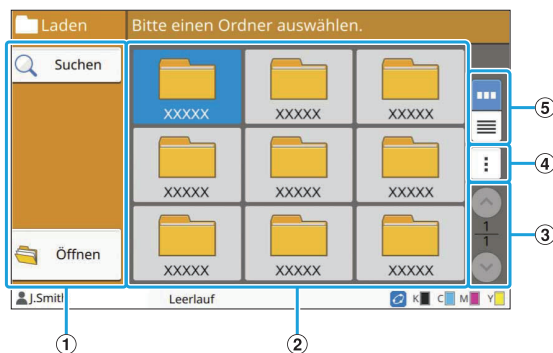 Laden
Bitte einen Ordner auswählen.
Suchen
XXXXX XXXXX XXXXX
XXXXX XXXXX XXXXX
Öffnen
XXXXX XXXXX XXXXX
1
1
J.Smith Leerlauf K C M Y
5
4
3
1
2